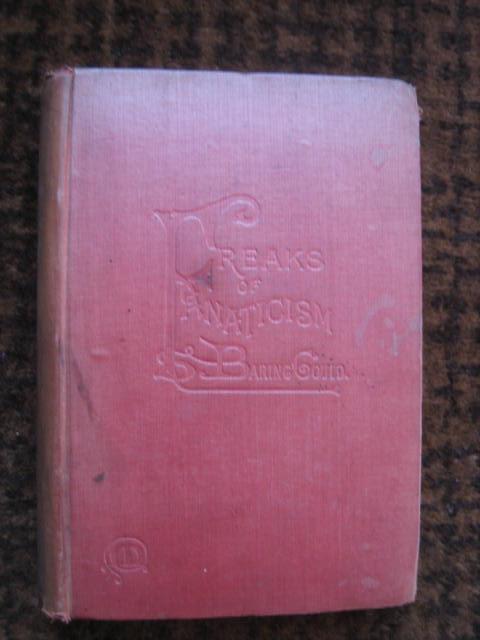 FREAKS
OF
FANATICISM
S. BARING GOULD.